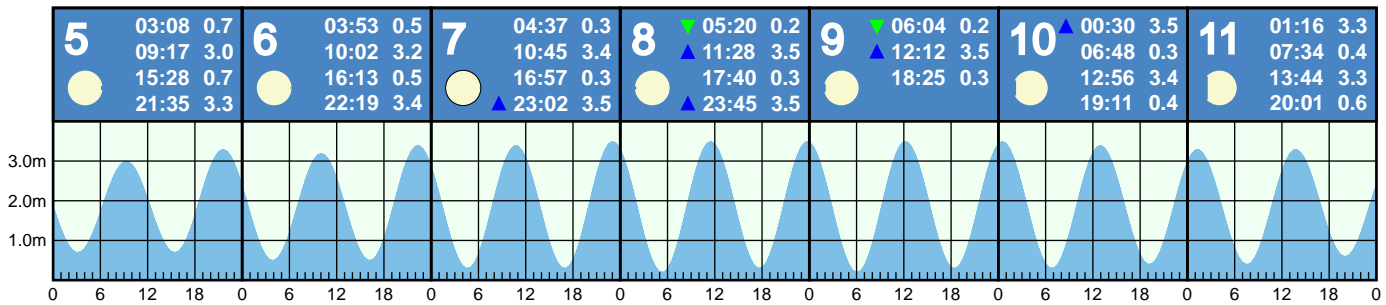 5
03:08 0.7
09:17 3.0
15:28 0.7
21:35 3.3
6
03:53 0.5
10:02 3.2
16:13 0.5
22:19 3.4
7
04:37 0.3
10:45 3.4
16:57 0.3
▲ 23:02 3.5
8
▼ 05:20 0.2
▲ 11:28 3.5
17:40 0.3
▲ 23:45 3.5
9
▼ 06:04 0.2
▲ 12:12 3.5
18:25 0.3
10
▲ 00:30 3.5
06:48 0.3
12:56 3.4
19:11 0.4
11
01:16 3.3
07:34 0.4
13:44 3.3
20:01 0.6
3.0m
2.0m
1.0m
0 6 12 18 0 6 12 18 0 6 12 18 0 6 12 18 0 6 12 18 0 6 12 18 0 6 12 18 0